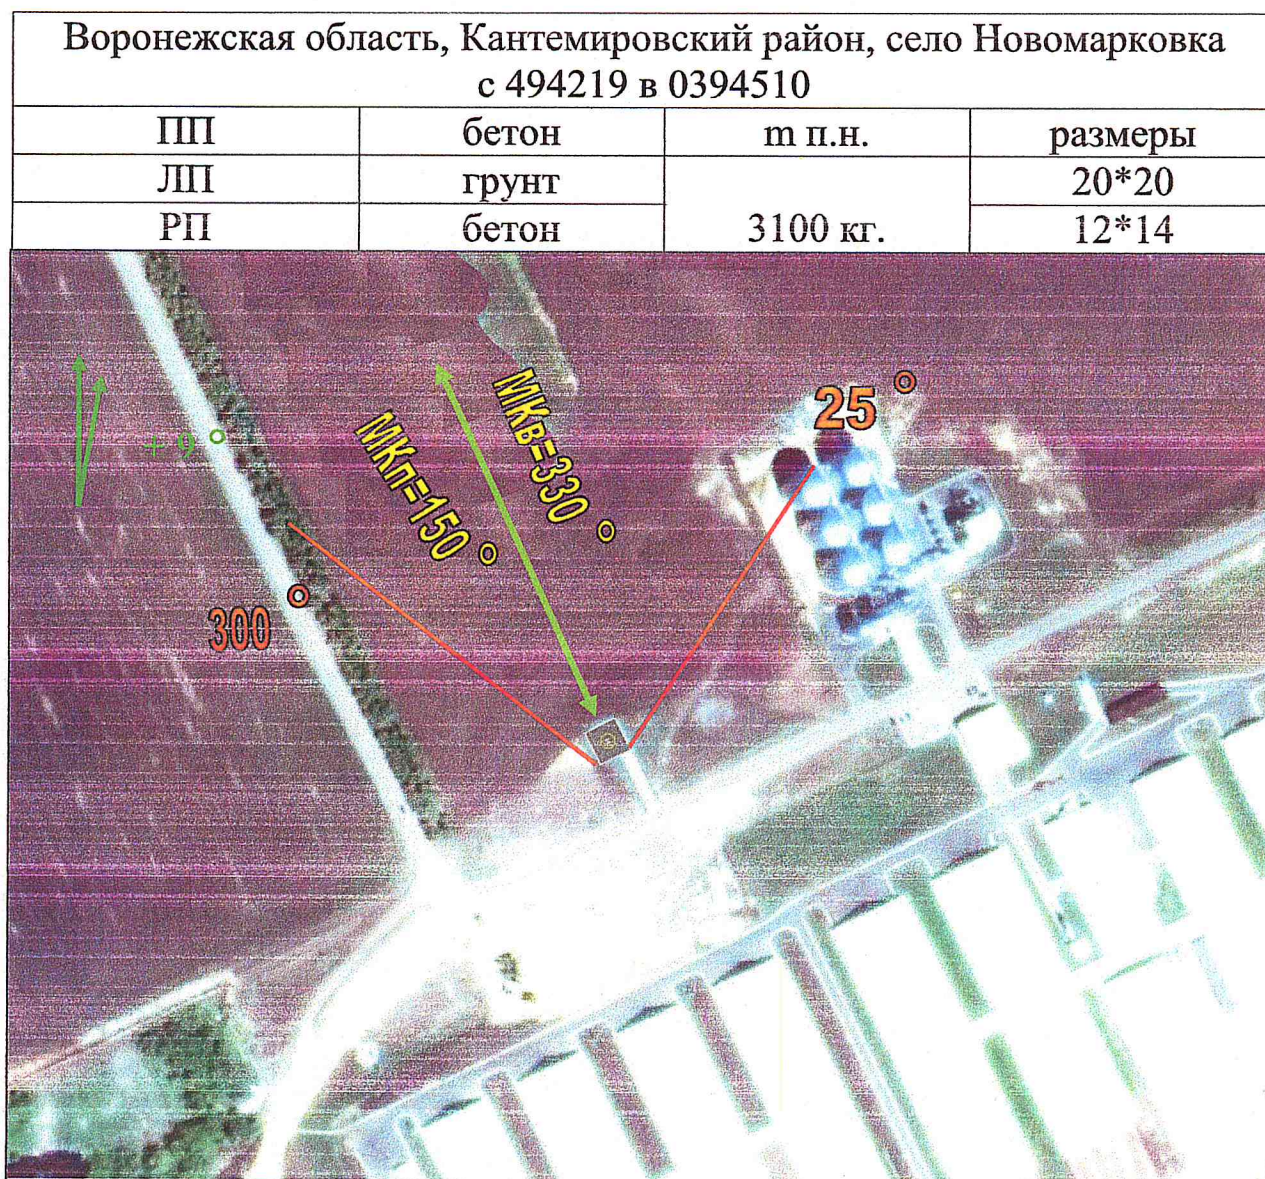 Воронежская область, Кантемировский район, село Новомарковка
с 494219 в 0394510
ПП бетон m п.н. размеры
ЛП грунт 20*20
РП бетон 3100 кг. 12*14
25 °
МКв=330 °
МКп=150 °
+ 9 °
300 °